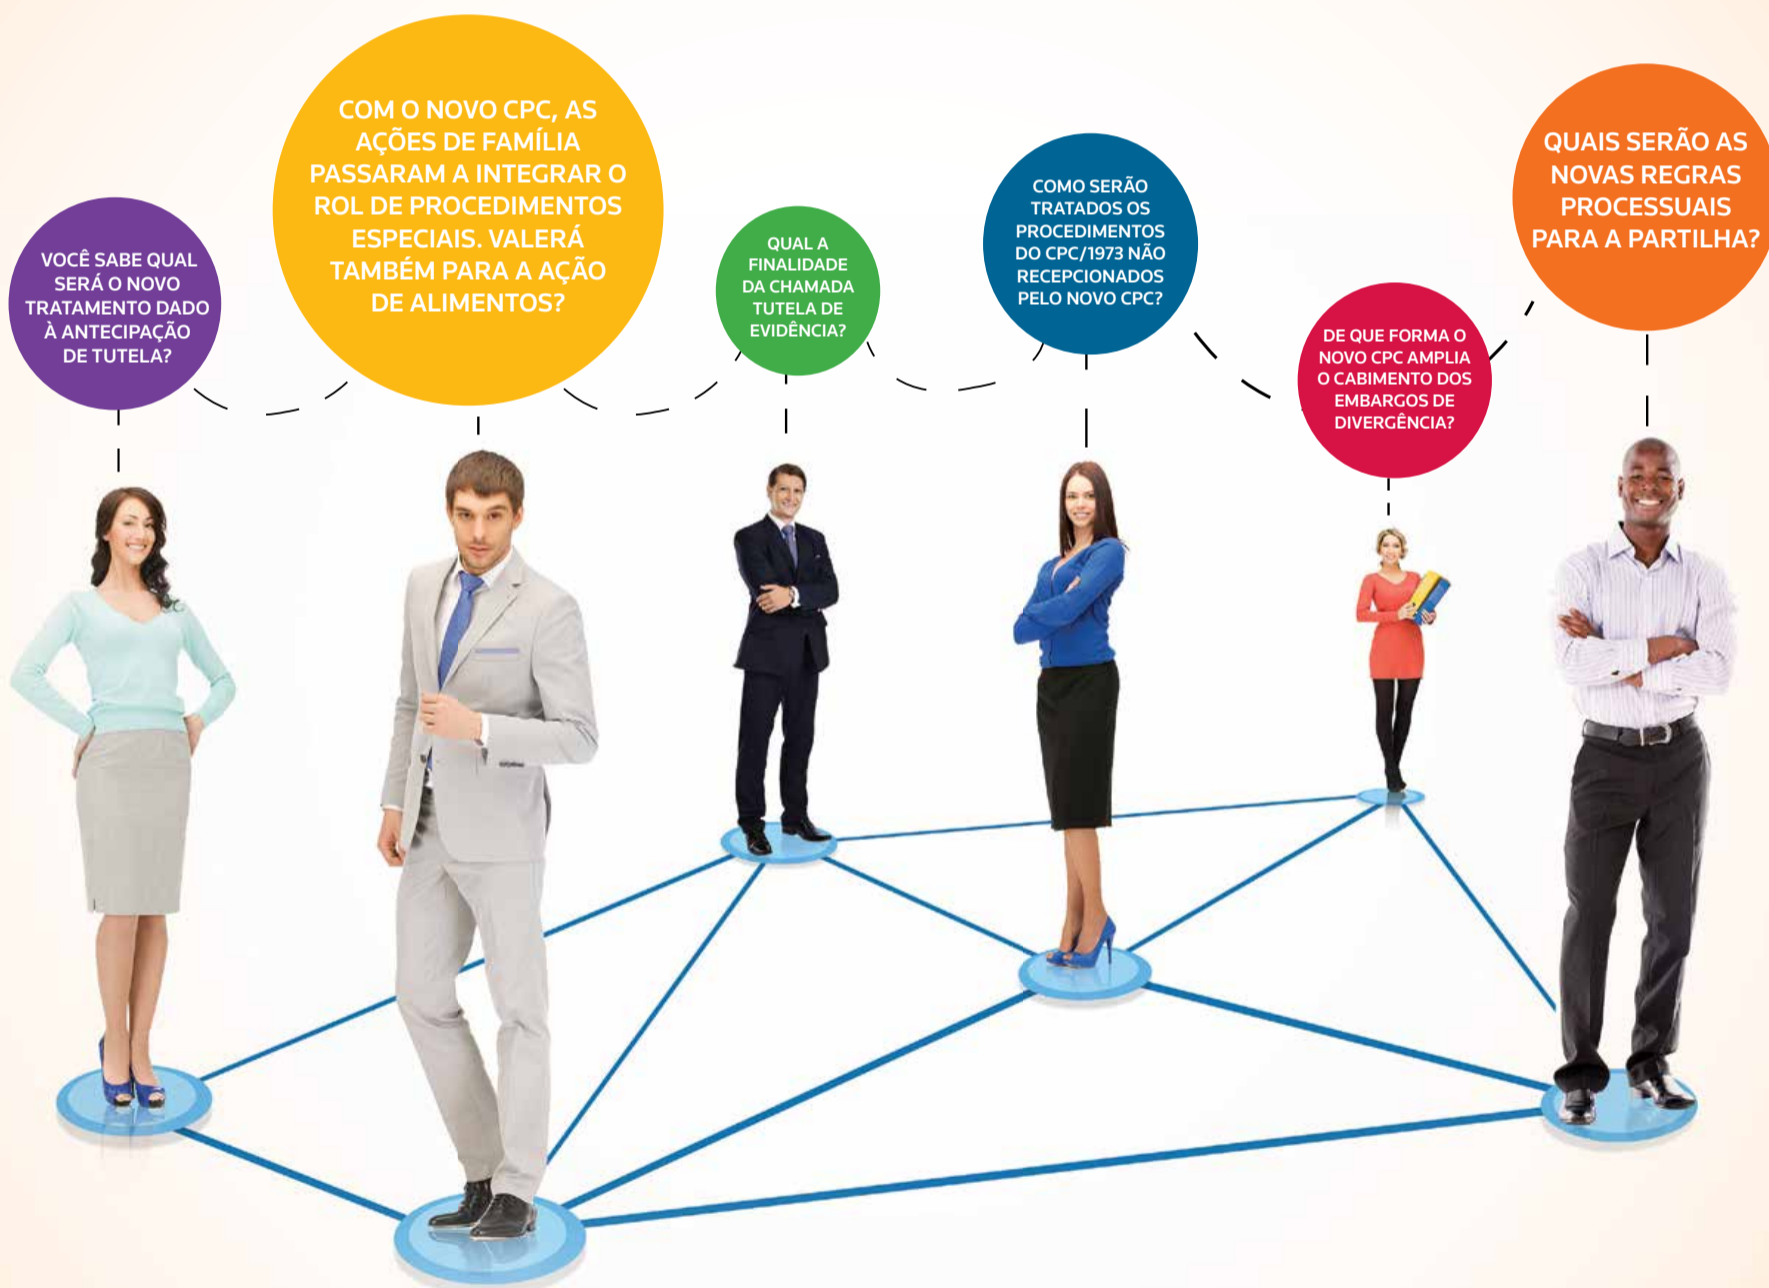 VOCÊ SABE QUAL
SERÁ O NOVO
TRATAMENTO DADO
À ANTECIPAÇÃO
DE TUTELA?
COM O NOVO CPC, AS
AÇÕES DE FAMÍLIA
PASSARAM A INTEGRAR O
ROL DE PROCEDIMENTOS
ESPECIAIS. VALERÁ
TAMBÉM PARA A AÇÃO
DE ALIMENTOS?
QUAL A
FINALIDADE
DA CHAMADA
TUTELA DE
EVIDÊNCIA?
COMO SERÃO
TRATADOS OS
PROCEDIMENTOS
DO CPC/1973 NÃO
RECEPCIONADOS
PELO NOVO CPC?
DE QUE FORMA O
NOVO CPC AMPLIA
O CABIMENTO DOS
EMBARGOS DE
DIVERGÊNCIA?
QUAIS SERÃO AS
NOVAS REGRAS
PROCESSUAIS
PARA A PARTILHA?